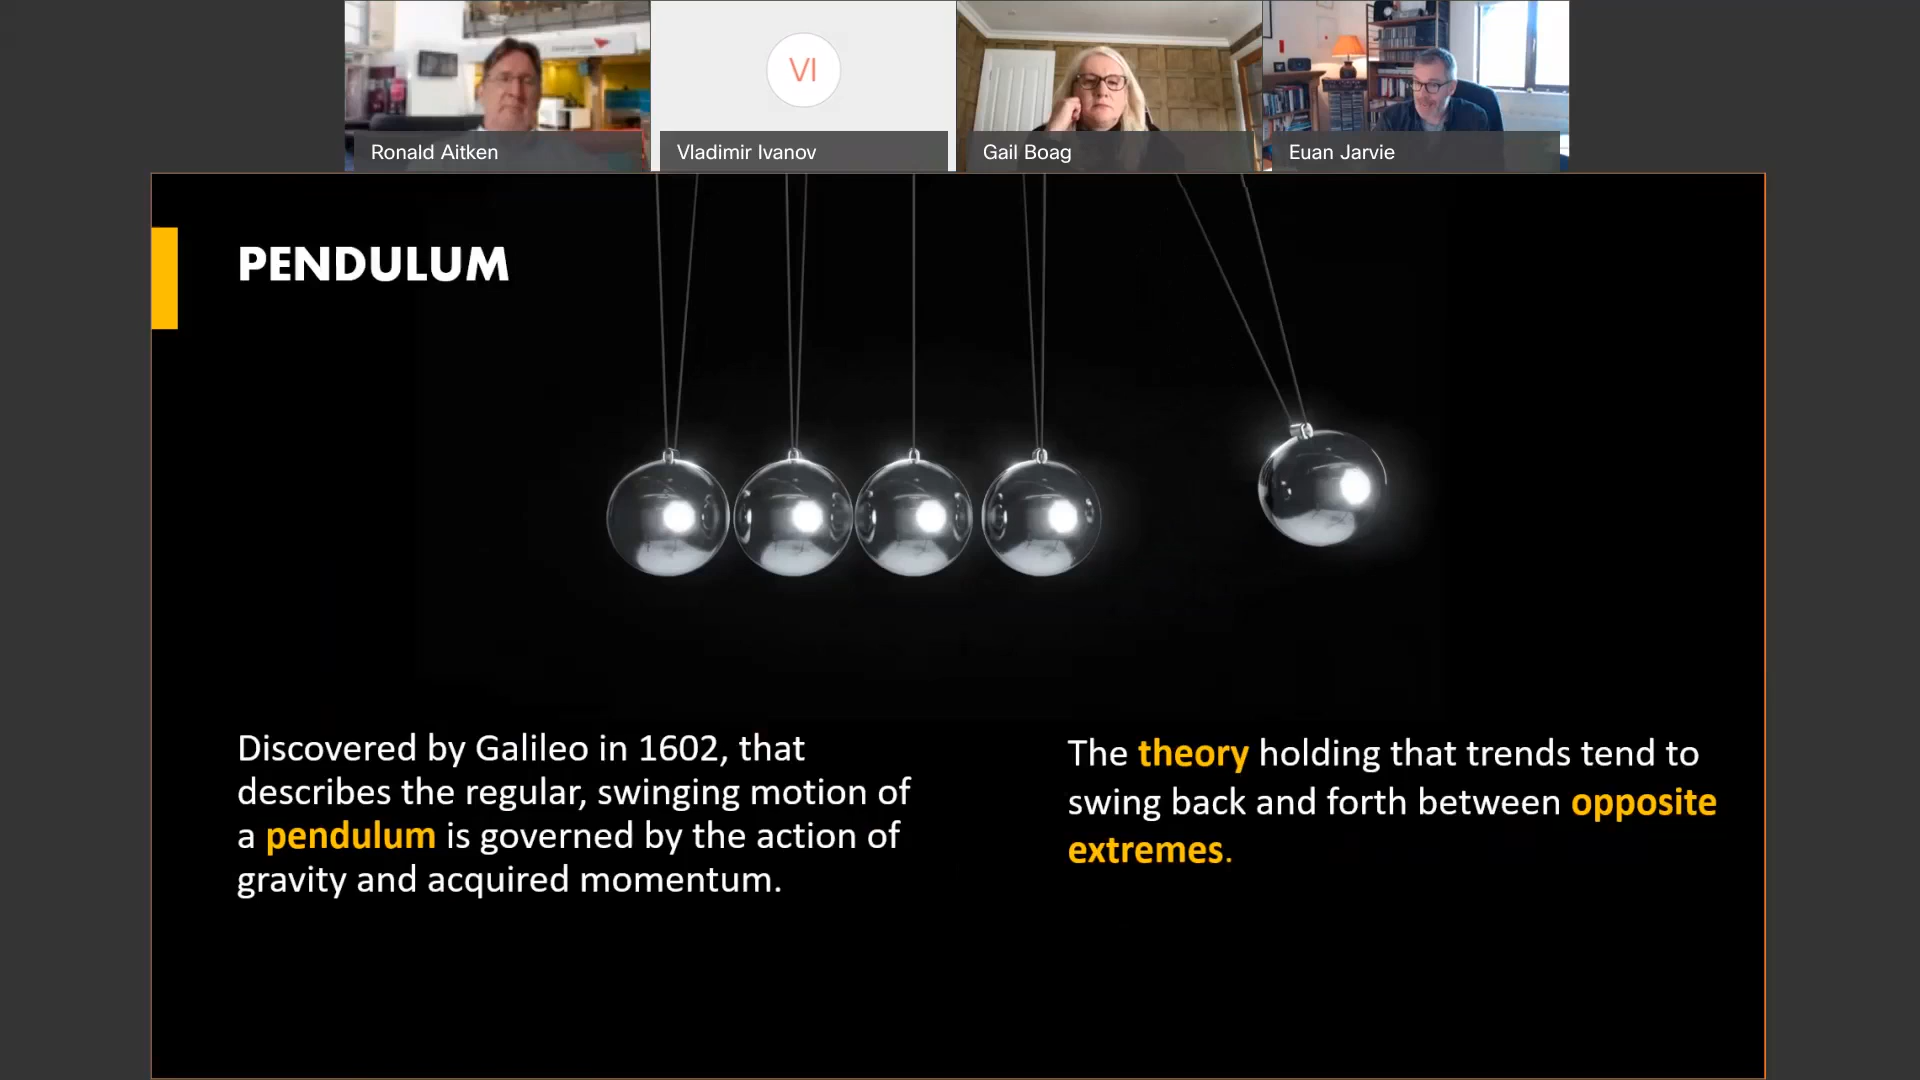 VI
Ronald Aitken
Vladimir Ivanov
Gail Boag
Euan Jarvie
PENDULUM
Discovered by Galileo in 1602, that
describes the regular, swinging motion of
a pendulum is governed by the action of
gravity and acquired momentum.
The theory holding that trends tend to
swing back and forth between opposite
extremes.